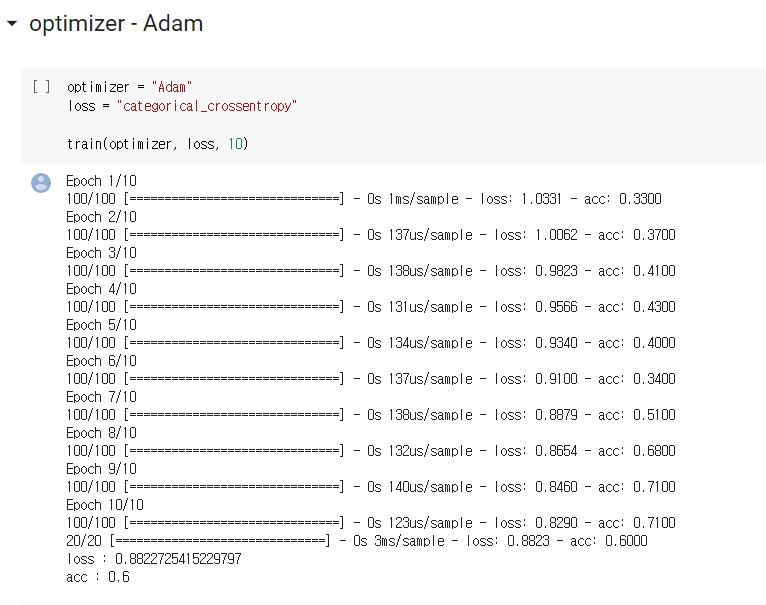 optimizer - Adam
[ ] optimizer = "Adam"
loss = "categorical_crossentropy"
train(optimizer, loss, 10)
Epoch 1/10
100/100 [==============================] - 0s 1ms/sample - loss: 1.0331 - acc: 0.3300
Epoch 2/10
100/100 [==============================] - 0s 137us/sample - loss: 1.0062 - acc: 0.3700
Epoch 3/10
100/100 [==============================] - 0s 138us/sample - loss: 0.9823 - acc: 0.4100
Epoch 4/10
100/100 [==============================] - 0s 131us/sample - loss: 0.9566 - acc: 0.4300
Epoch 5/10
100/100 [==============================] - 0s 134us/sample - loss: 0.9340 - acc: 0.4000
Epoch 6/10
100/100 [==============================] - 0s 137us/sample - loss: 0.9100 - acc: 0.3400
Epoch 7/10
100/100 [==============================] - 0s 138us/sample - loss: 0.8879 - acc: 0.5100
Epoch 8/10
100/100 [==============================] - 0s 132us/sample - loss: 0.8654 - acc: 0.6800
Epoch 9/10
100/100 [==============================] - 0s 140us/sample - loss: 0.8460 - acc: 0.7100
Epoch 10/10
100/100 [==============================] - 0s 123us/sample - loss: 0.8290 - acc: 0.7100
20/20 [==============================] - 0s 3ms/sample - loss: 0.8823 - acc: 0.6000
loss : 0.8822725415229797
acc : 0.6